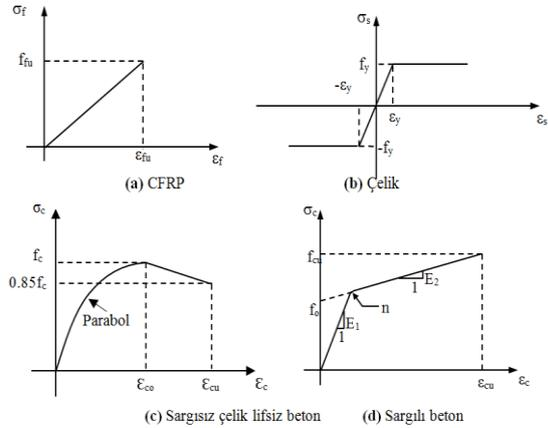 σf
ffu
εfu
εf
(a) CFRP
σs
fy
-εy
εy
εs
-fy
(b) Çelik
σc
fc
0.85fc
Parabol
εco
εcu
εc
(c) Sargısız çelik lifsiz beton
σc
fcu
E2
1
fo
n
E1
1
εcu
εc
(d) Sargılı beton